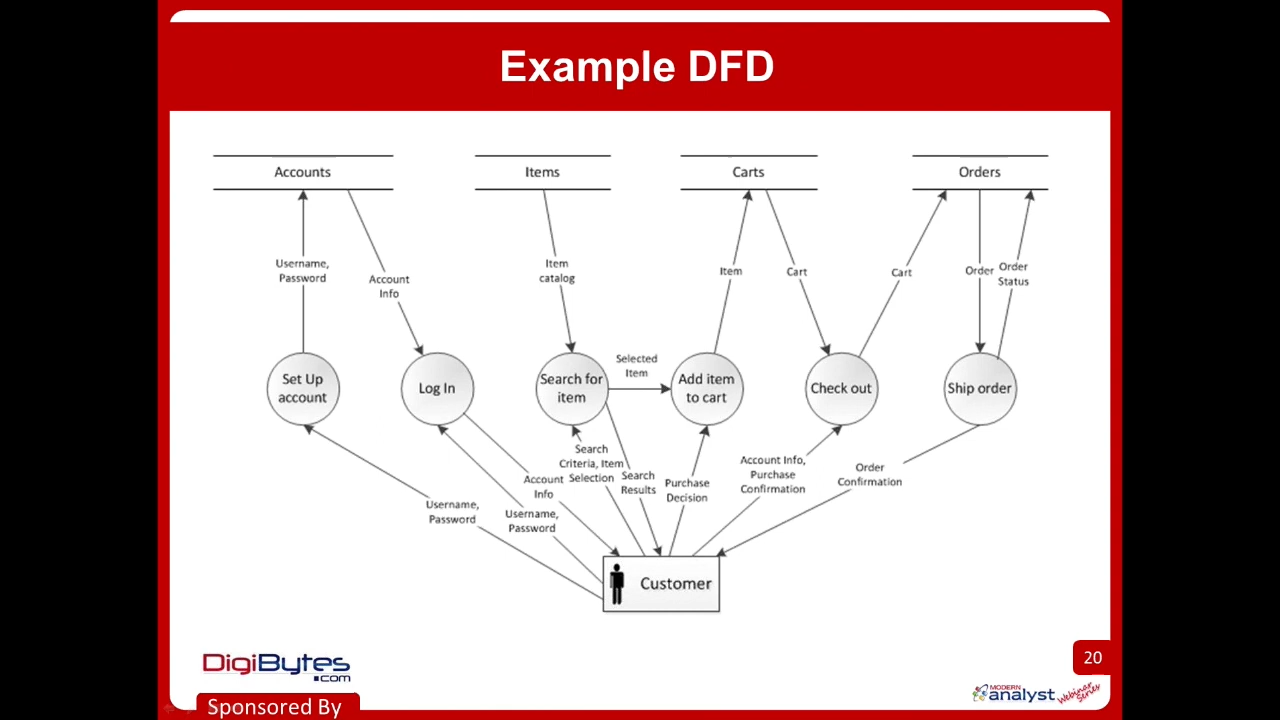 Example DFD
Accounts
Items
Carts
Orders
Username,
Password
Account
Info
Item
catalog
Item
Cart
Cart
Order
Order
Status
Set Up
account
Log In
Search for
item
Selected
Item
Add item
to cart
Check out
Ship order
Username,
Password
Account
Info
Username,
Password
Search
Criteria, Item
Selection
Search
Results
Purchase
Decision
Account Info,
Purchase
Confirmation
Order
Confirmation
Customer
DigiBytes
.com
20
MODERN
analyst
Webinar
Series
Sponsored By